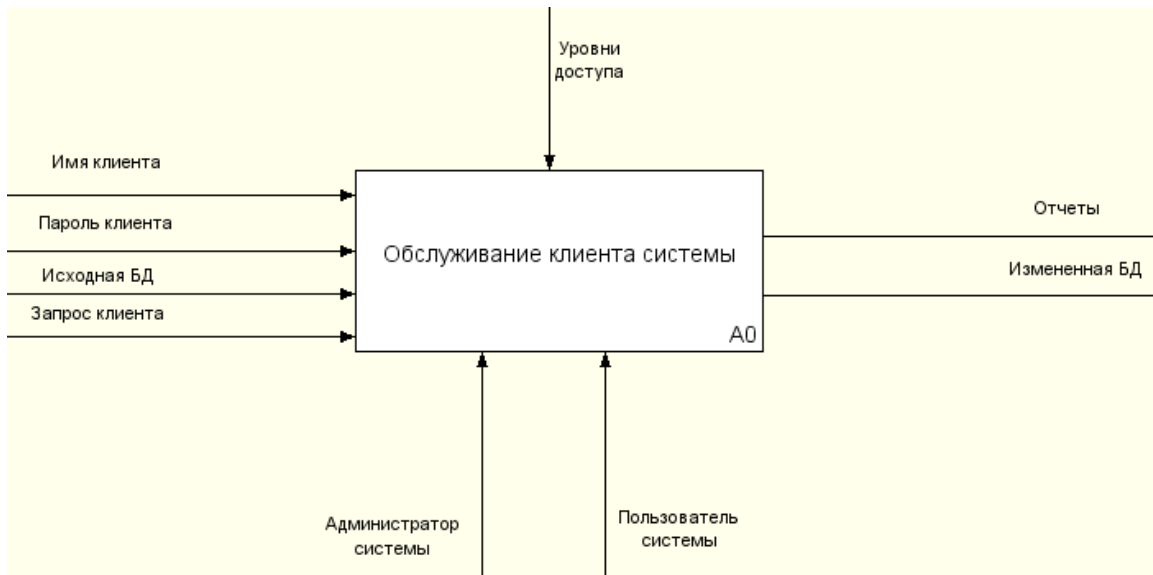 Уровни
доступа
Имя клиента
Пароль клиента
Исходная БД
Запрос клиента
Обслуживание клиента системы
A0
Отчеты
Измененная БД
Администратор
системы
Пользователь
системы